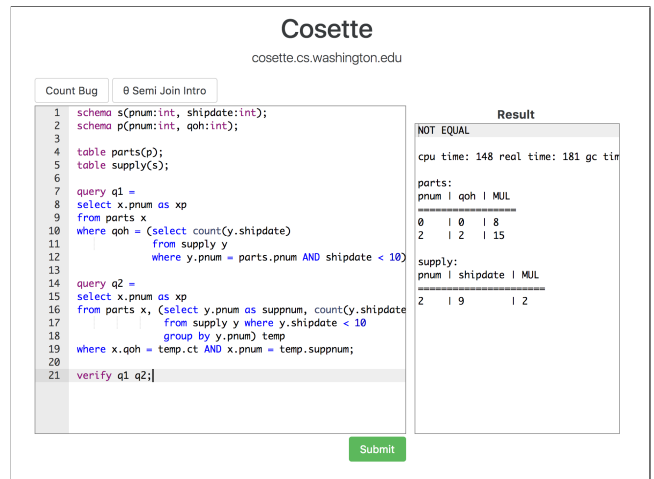 Cosette
cosette.cs.washington.edu
Count Bug
θ Semi Join Intro
1 schema s(pnum:int, shipdate:int);
2 schema p(pnum:int, qoh:int);
3
4 table parts(p);
5 table supply(s);
6
7 query q1 =
8 select x.pnum as xp
9 from parts x
10 where qoh = (select count(y.shipdate)
11 from supply y
12 where y.pnum = parts.pnum AND shipdate < 10)
13
14 query q2 =
15 select x.pnum as xp
16 from parts x, (select y.pnum as suppnum, count(y.shipdate
17 from supply y where y.shipdate < 10
18 group by y.pnum) temp
19 where x.qoh = temp.ct AND x.pnum = temp.suppnum;
20
21 verify q1 q2;
Submit
Result
NOT EQUAL
cpu time: 148 real time: 181 gc tim
parts:
pnum | qoh | MUL
=================
0 | 0 | 8
2 | 2 | 15
supply:
pnum | shipdate | MUL
======================
2 | 9 | 2